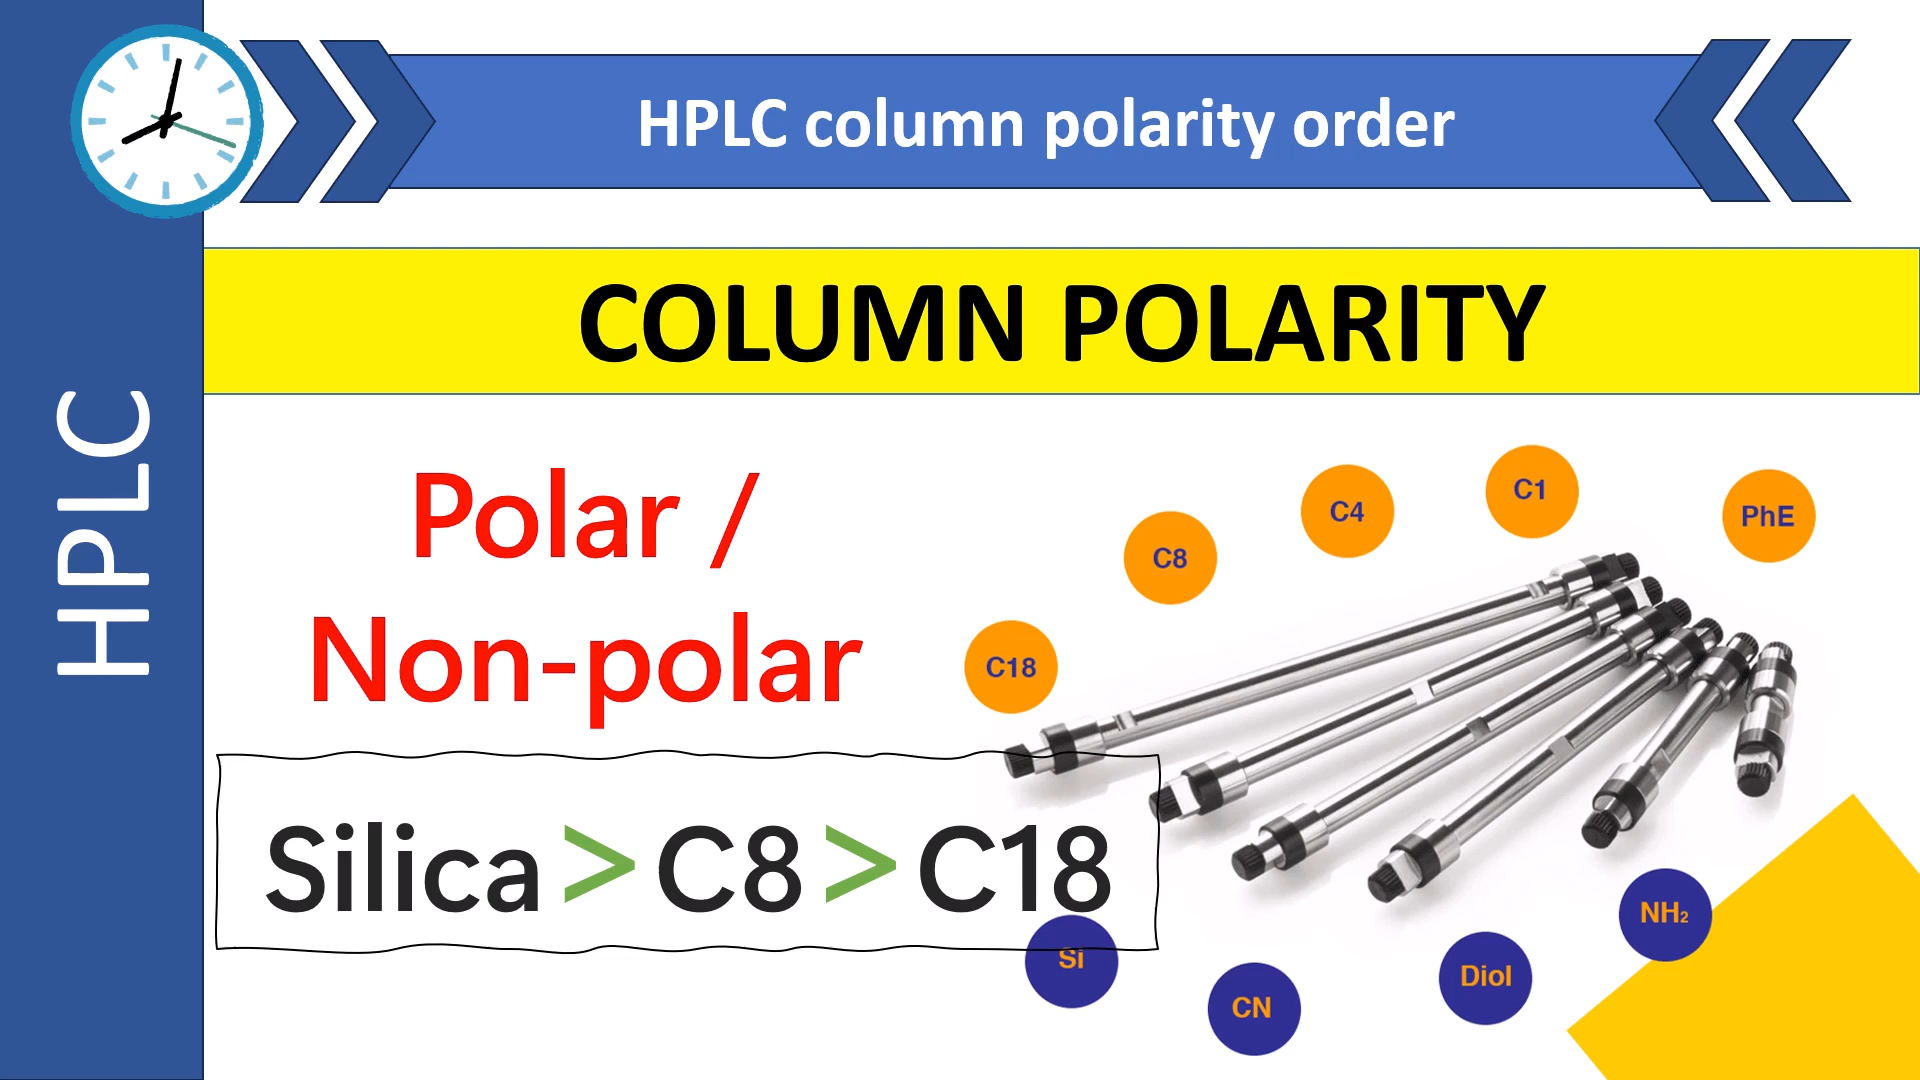 HPLC column polarity order
COLUMN POLARITY
HPLC
Polar /
Non-polar
Silica > C8 > C18
C18
C8
C4
C1
PhE
Si
CN
Diol
NH₂